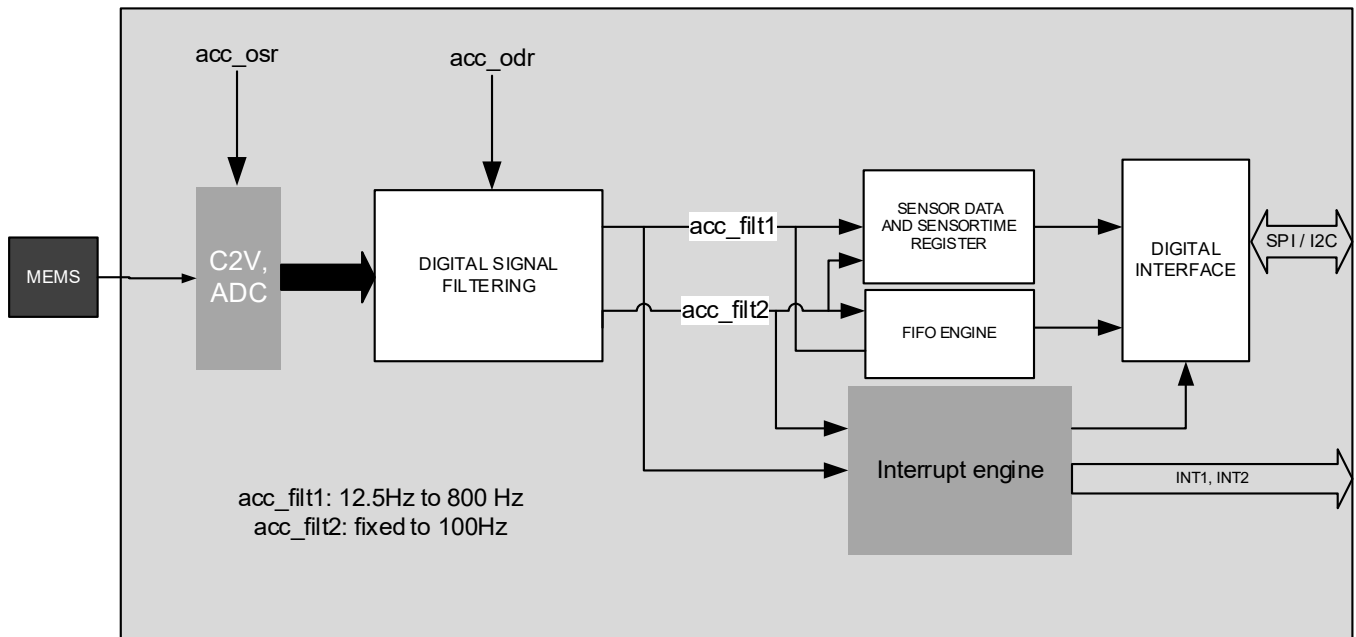 acc_osr
acc_odr
MEMS
C2V,
ADC
DIGITAL SIGNAL
FILTERING
acc_filt1
acc_filt2
SENSOR DATA
AND SENSORTIME
REGISTER
FIFO ENGINE
DIGITAL
INTERFACE
SPI / I2C
Interrupt engine
INT1, INT2
acc_filt1: 12.5Hz to 800 Hz
acc_filt2: fixed to 100Hz